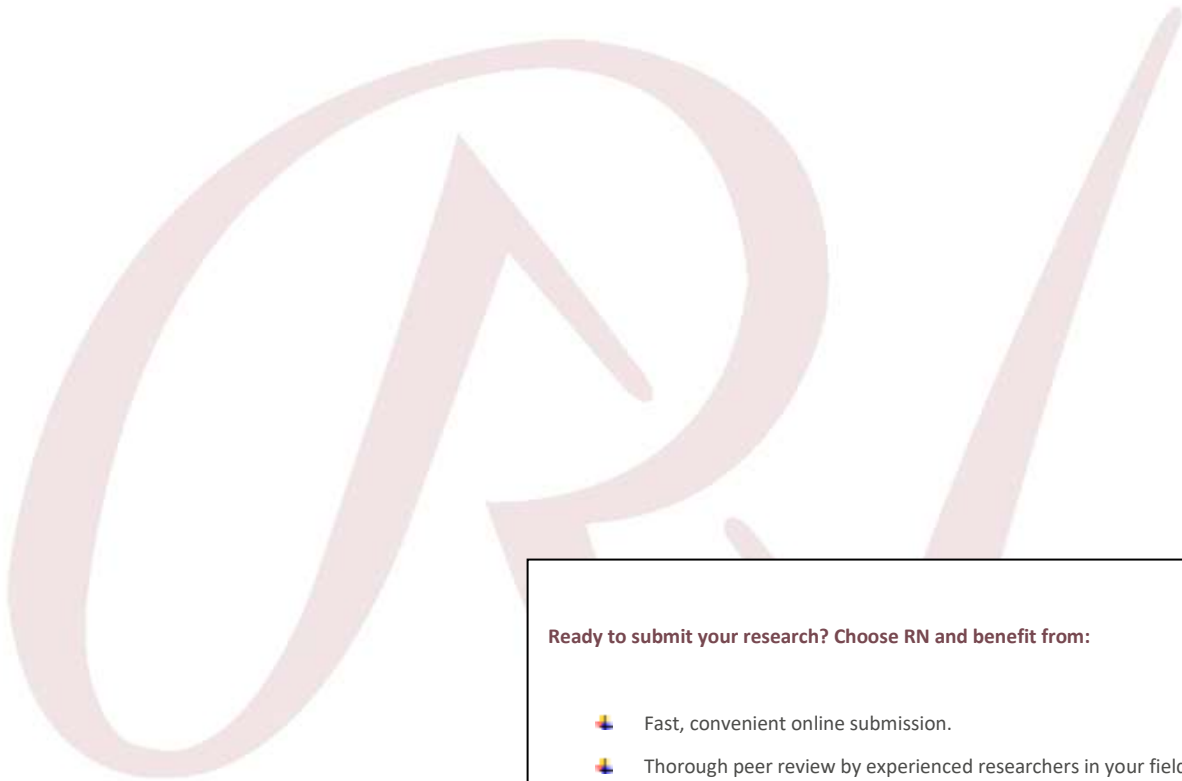 Ready to submit your research? Choose RN and benefit from:
Fast, convenient online submission.
Thorough peer review by experienced researchers in your field